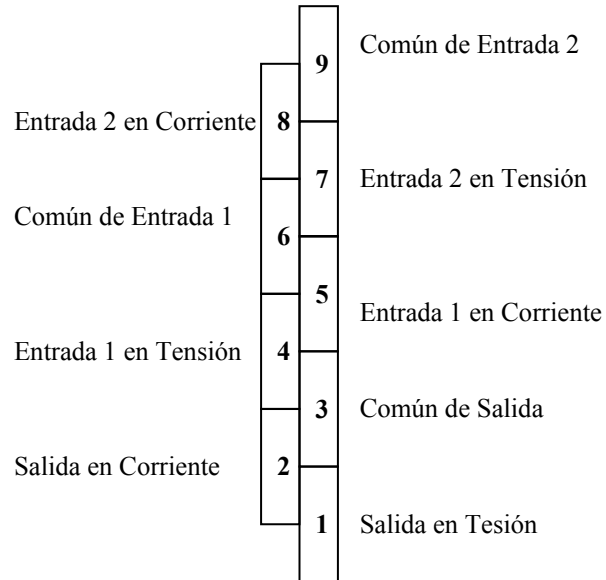 Común de Entrada 2
9
Entrada 2 en Corriente
8
7
Entrada 2 en Tensión
Común de Entrada 1
6
5
Entrada 1 en Corriente
Entrada 1 en Tensión
4
3
Común de Salida
Salida en Corriente
2
1
Salida en Tesión